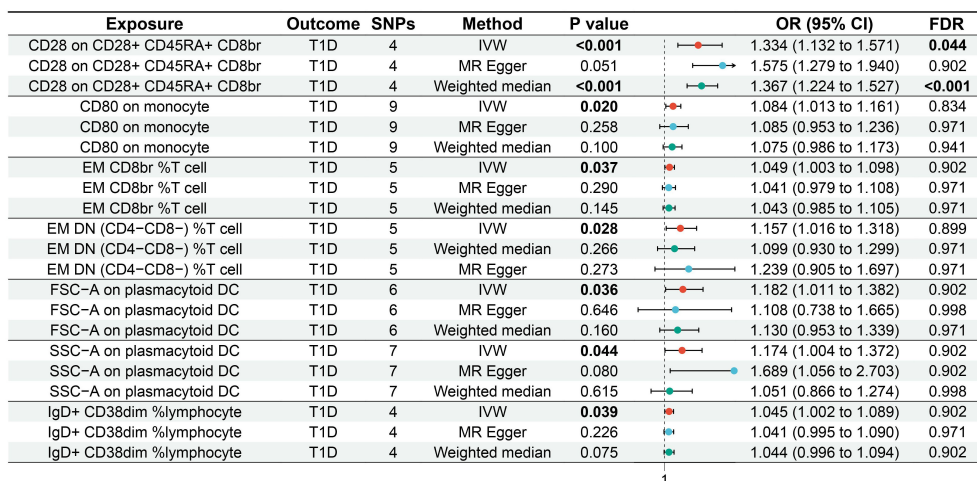 Exposure Outcome SNPs Method P value OR (95% CI) FDR
CD28 on CD28+ CD45RA+ CD8br T1D 4 IVW <0.001 1.334 (1.132 to 1.571) 0.044
CD28 on CD28+ CD45RA+ CD8br T1D 4 MR Egger 0.051 1.575 (1.279 to 1.940) 0.902
CD28 on CD28+ CD45RA+ CD8br T1D 4 Weighted median <0.001 1.367 (1.224 to 1.527) <0.001
CD80 on monocyte T1D 9 IVW 0.020 1.084 (1.013 to 1.161) 0.834
CD80 on monocyte T1D 9 MR Egger 0.258 1.085 (0.953 to 1.236) 0.971
CD80 on monocyte T1D 9 Weighted median 0.100 1.075 (0.986 to 1.173) 0.941
EM CD8br %T cell T1D 5 IVW 0.037 1.049 (1.003 to 1.098) 0.902
EM CD8br %T cell T1D 5 MR Egger 0.290 1.041 (0.979 to 1.108) 0.971
EM CD8br %T cell T1D 5 Weighted median 0.145 1.043 (0.985 to 1.105) 0.971
EM DN (CD4−CD8−) %T cell T1D 5 IVW 0.028 1.157 (1.016 to 1.318) 0.899
EM DN (CD4−CD8−) %T cell T1D 5 Weighted median 0.266 1.099 (0.930 to 1.299) 0.971
EM DN (CD4−CD8−) %T cell T1D 5 MR Egger 0.273 1.239 (0.905 to 1.697) 0.971
FSC−A on plasmacytoid DC T1D 6 IVW 0.036 1.182 (1.011 to 1.382) 0.902
FSC−A on plasmacytoid DC T1D 6 MR Egger 0.646 1.108 (0.738 to 1.665) 0.998
FSC−A on plasmacytoid DC T1D 6 Weighted median 0.160 1.130 (0.953 to 1.339) 0.971
SSC−A on plasmacytoid DC T1D 7 IVW 0.044 1.174 (1.004 to 1.372) 0.902
SSC−A on plasmacytoid DC T1D 7 MR Egger 0.080 1.689 (1.056 to 2.703) 0.902
SSC−A on plasmacytoid DC T1D 7 Weighted median 0.615 1.051 (0.866 to 1.274) 0.998
IgD+ CD38dim %lymphocyte T1D 4 IVW 0.039 1.045 (1.002 to 1.089) 0.902
IgD+ CD38dim %lymphocyte T1D 4 MR Egger 0.226 1.041 (0.995 to 1.090) 0.971
IgD+ CD38dim %lymphocyte T1D 4 Weighted median 0.075 1.044 (0.996 to 1.094) 0.902
1